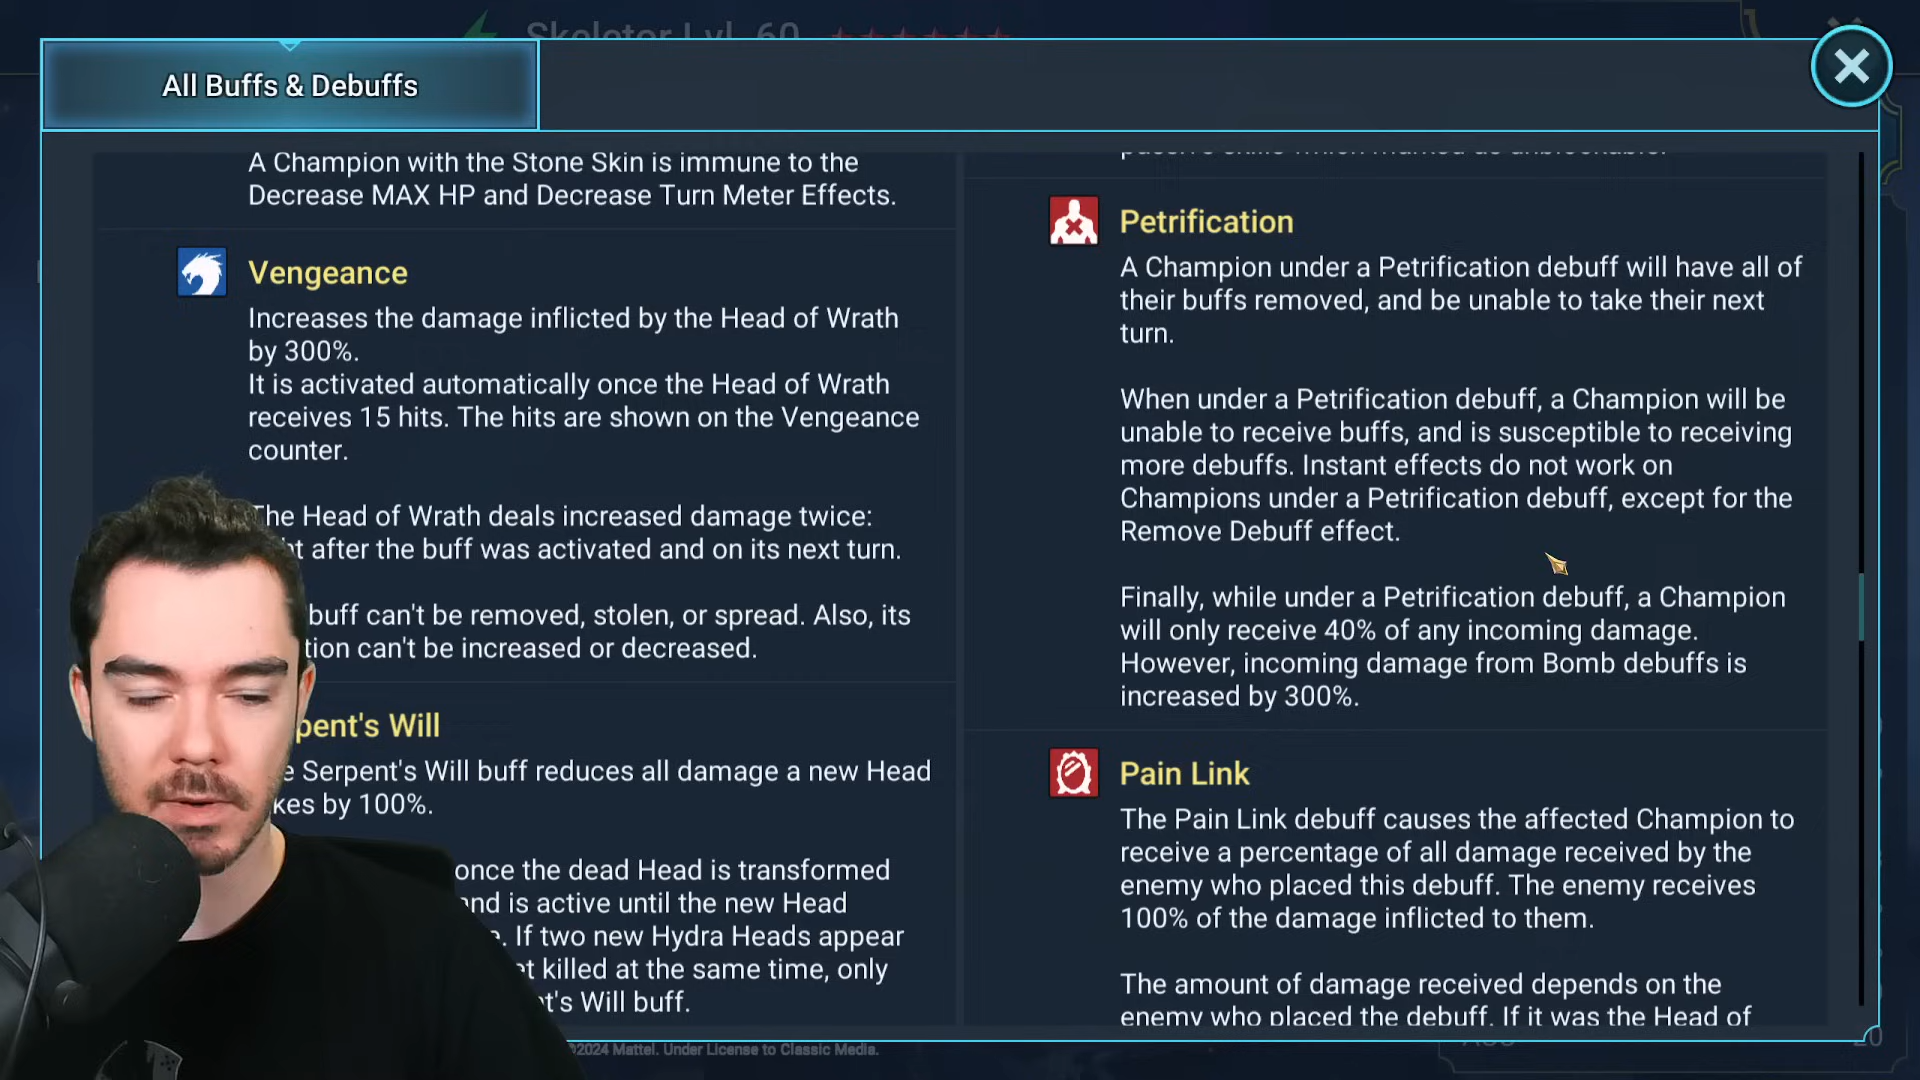 Skeletor Lvl. 60
All Buffs & Debuffs
A Champion with the Stone Skin is immune to the
Decrease MAX HP and Decrease Turn Meter Effects.
Vengeance
Increases the damage inflicted by the Head of Wrath
by 300%.
It is activated automatically once the Head of Wrath
receives 15 hits. The hits are shown on the Vengeance
counter.
The Head of Wrath deals increased damage twice:
ht after the buff was activated and on its next turn.
buff can't be removed, stolen, or spread. Also, its
tion can't be increased or decreased.
pent's Will
e Serpent's Will buff reduces all damage a new Head
kes by 100%.
once the dead Head is transformed
and is active until the new Head
e. If two new Hydra Heads appear
et killed at the same time, only
t's Will buff.
Petrification
A Champion under a Petrification debuff will have all of
their buffs removed, and be unable to take their next
turn.
When under a Petrification debuff, a Champion will be
unable to receive buffs, and is susceptible to receiving
more debuffs. Instant effects do not work on
Champions under a Petrification debuff, except for the
Remove Debuff effect.
Finally, while under a Petrification debuff, a Champion
will only receive 40% of any incoming damage.
However, incoming damage from Bomb debuffs is
increased by 300%.
Pain Link
The Pain Link debuff causes the affected Champion to
receive a percentage of all damage received by the
enemy who placed this debuff. The enemy receives
100% of the damage inflicted to them.
The amount of damage received depends on the
enemy who placed the debuff. If it was the Head of
©2024 Mattel. Under License to Classic Media.
20